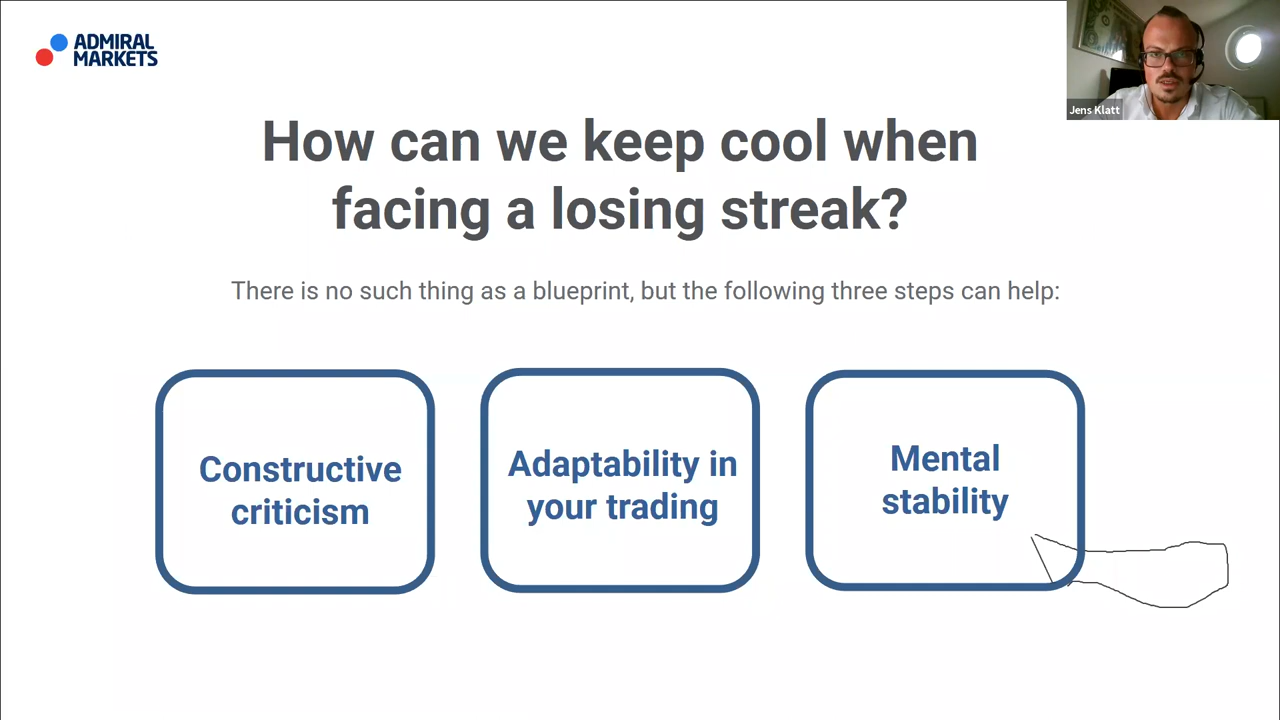 ADMIRAL
MARKETS
Jens Klatt
How can we keep cool when
facing a losing streak?
There is no such thing as a blueprint, but the following three steps can help:
Constructive
criticism
Adaptability in
your trading
Mental
stability